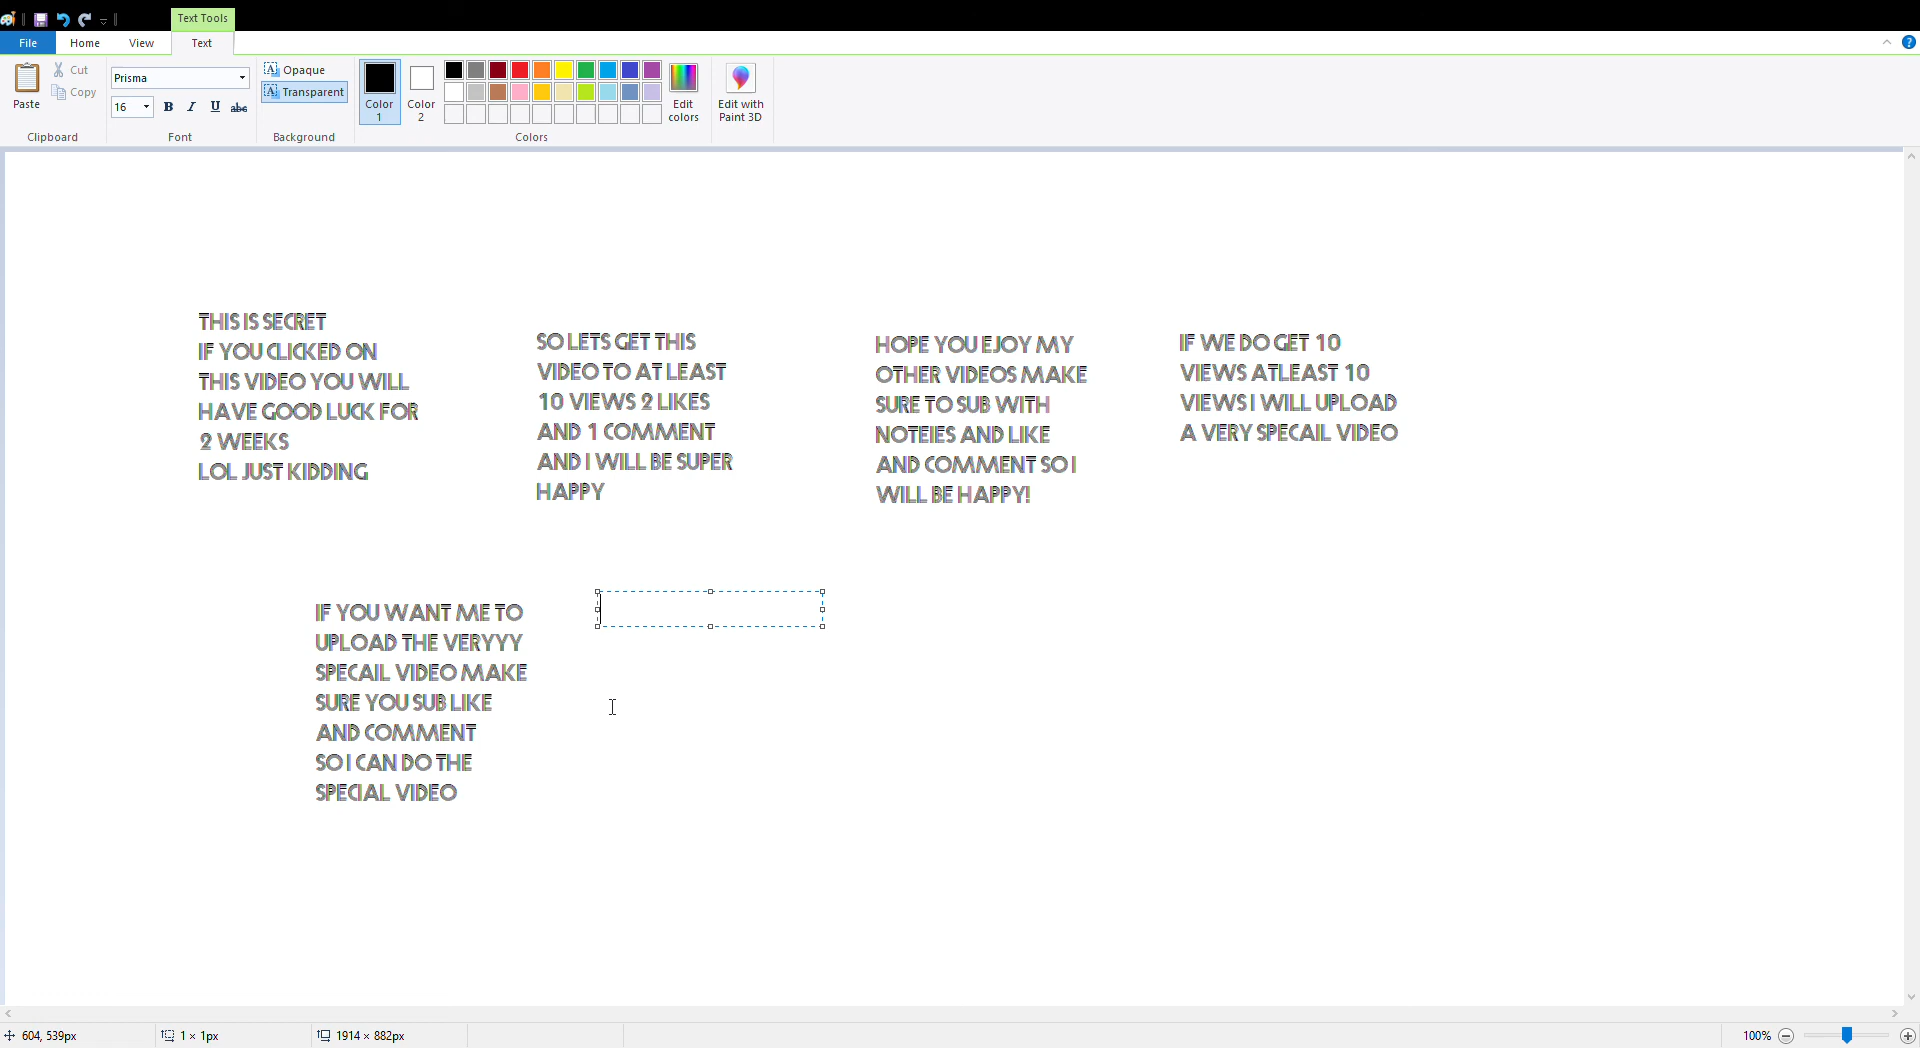 Text Tools
File Home View Text
Paste
Cut
Copy
Clipboard
Prisma
16 B I U abc
Font
Opaque
Transparent
Background
Color 1
Color 2
Edit colors
Colors
Edit with Paint 3D
THIS IS SECRET
IF YOU CLICKED ON
THIS VIDEO YOU WILL
HAVE GOOD LUCK FOR
2 WEEKS
LOL JUST KIDDING
SO LETS GET THIS
VIDEO TO AT LEAST
10 VIEWS 2 LIKES
AND 1 COMMENT
AND I WILL BE SUPER
HAPPY
HOPE YOU EJOY MY
OTHER VIDEOS MAKE
SURE TO SUB WITH
NOTEIES AND LIKE
AND COMMENT SO I
WILL BE HAPPY!
IF WE DO GET 10
VIEWS ATLEAST 10
VIEWS I WILL UPLOAD
A VERY SPECAIL VIDEO
IF YOU WANT ME TO
UPLOAD THE VERYYY
SPECAIL VIDEO MAKE
SURE YOU SUB LIKE
AND COMMENT
SO I CAN DO THE
SPECIAL VIDEO
604, 539px
1 × 1px
1914 × 882px
100%